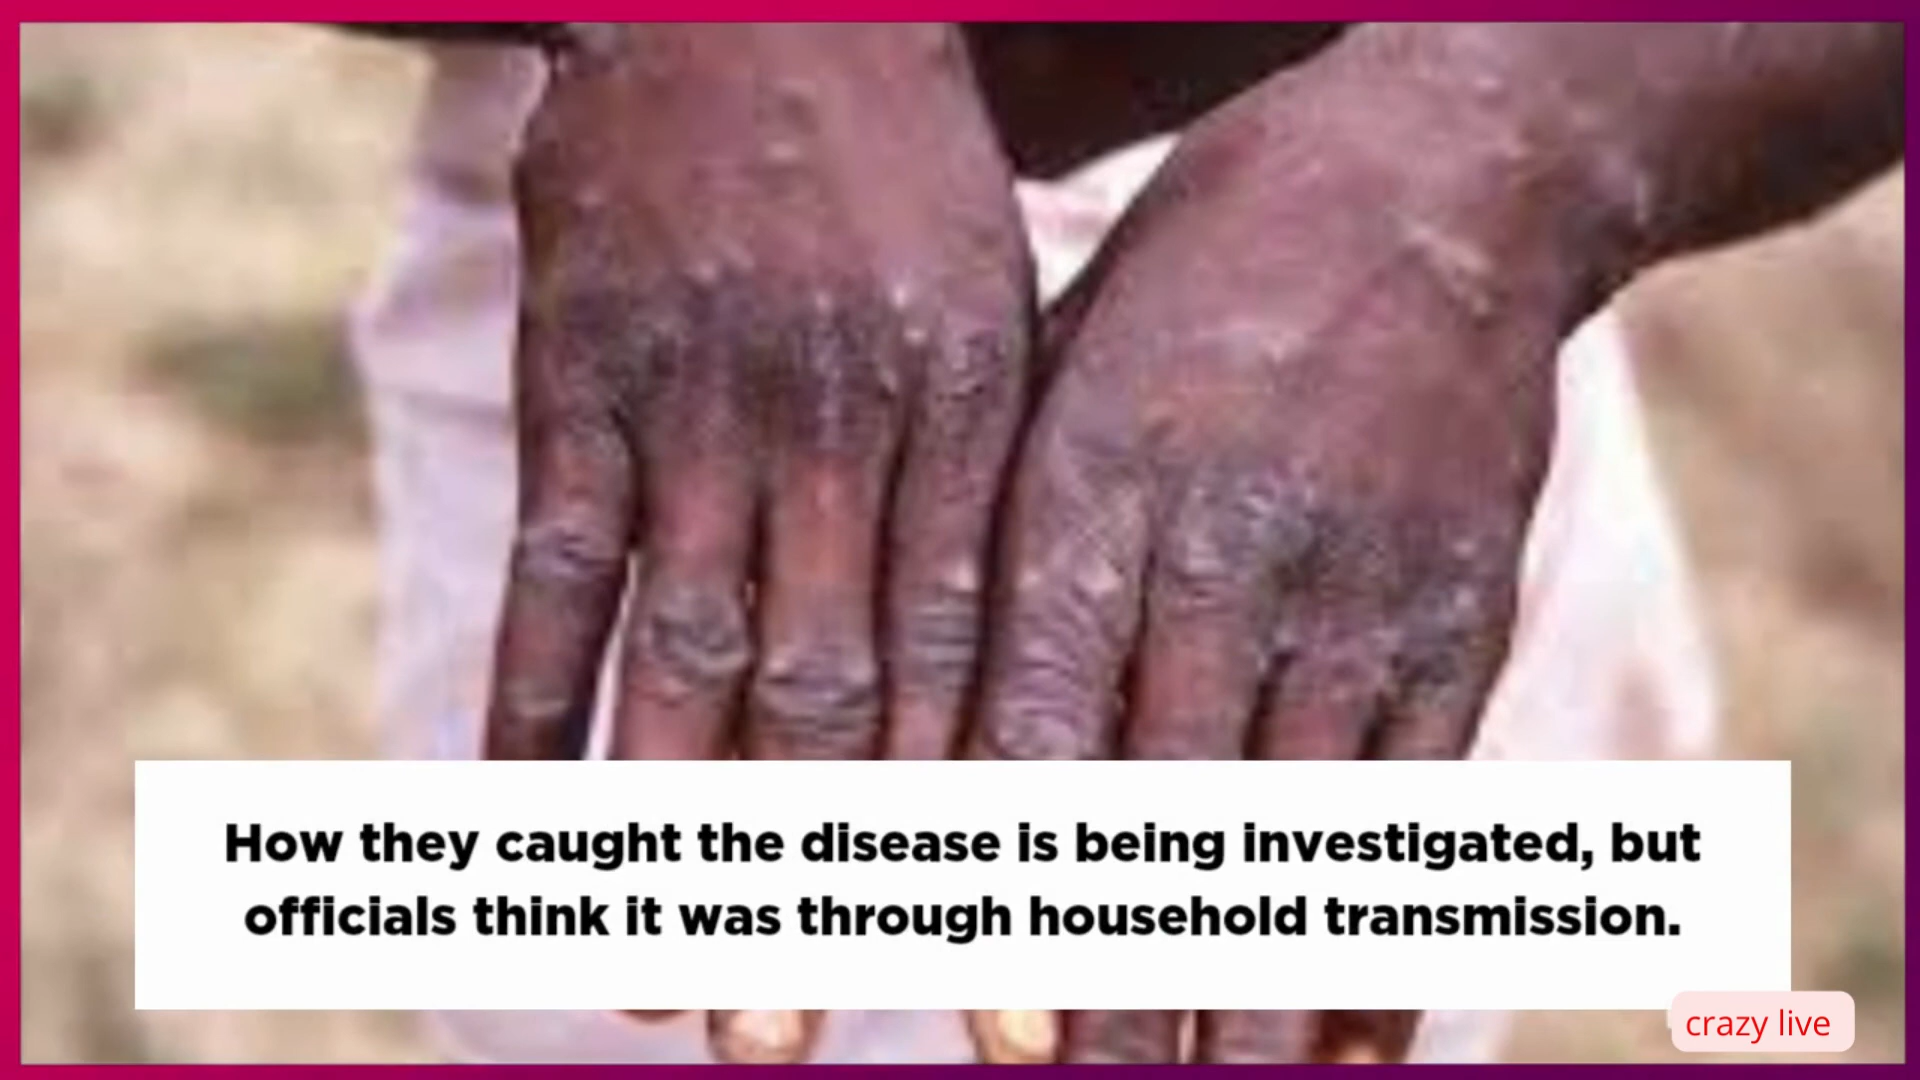 How they caught the disease is being investigated, but
officials think it was through household transmission.
crazy live